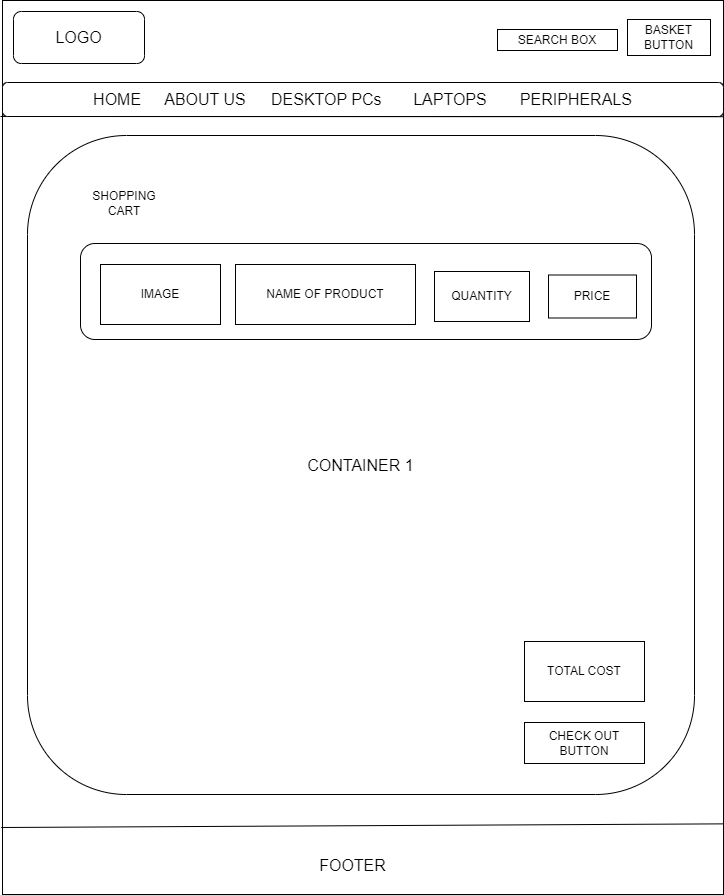 LOGO
SEARCH BOX
BASKET
BUTTON
HOME ABOUT US DESKTOP PCs LAPTOPS PERIPHERALS
SHOPPING
CART
IMAGE
NAME OF PRODUCT
QUANTITY
PRICE
CONTAINER 1
TOTAL COST
CHECK OUT
BUTTON
FOOTER